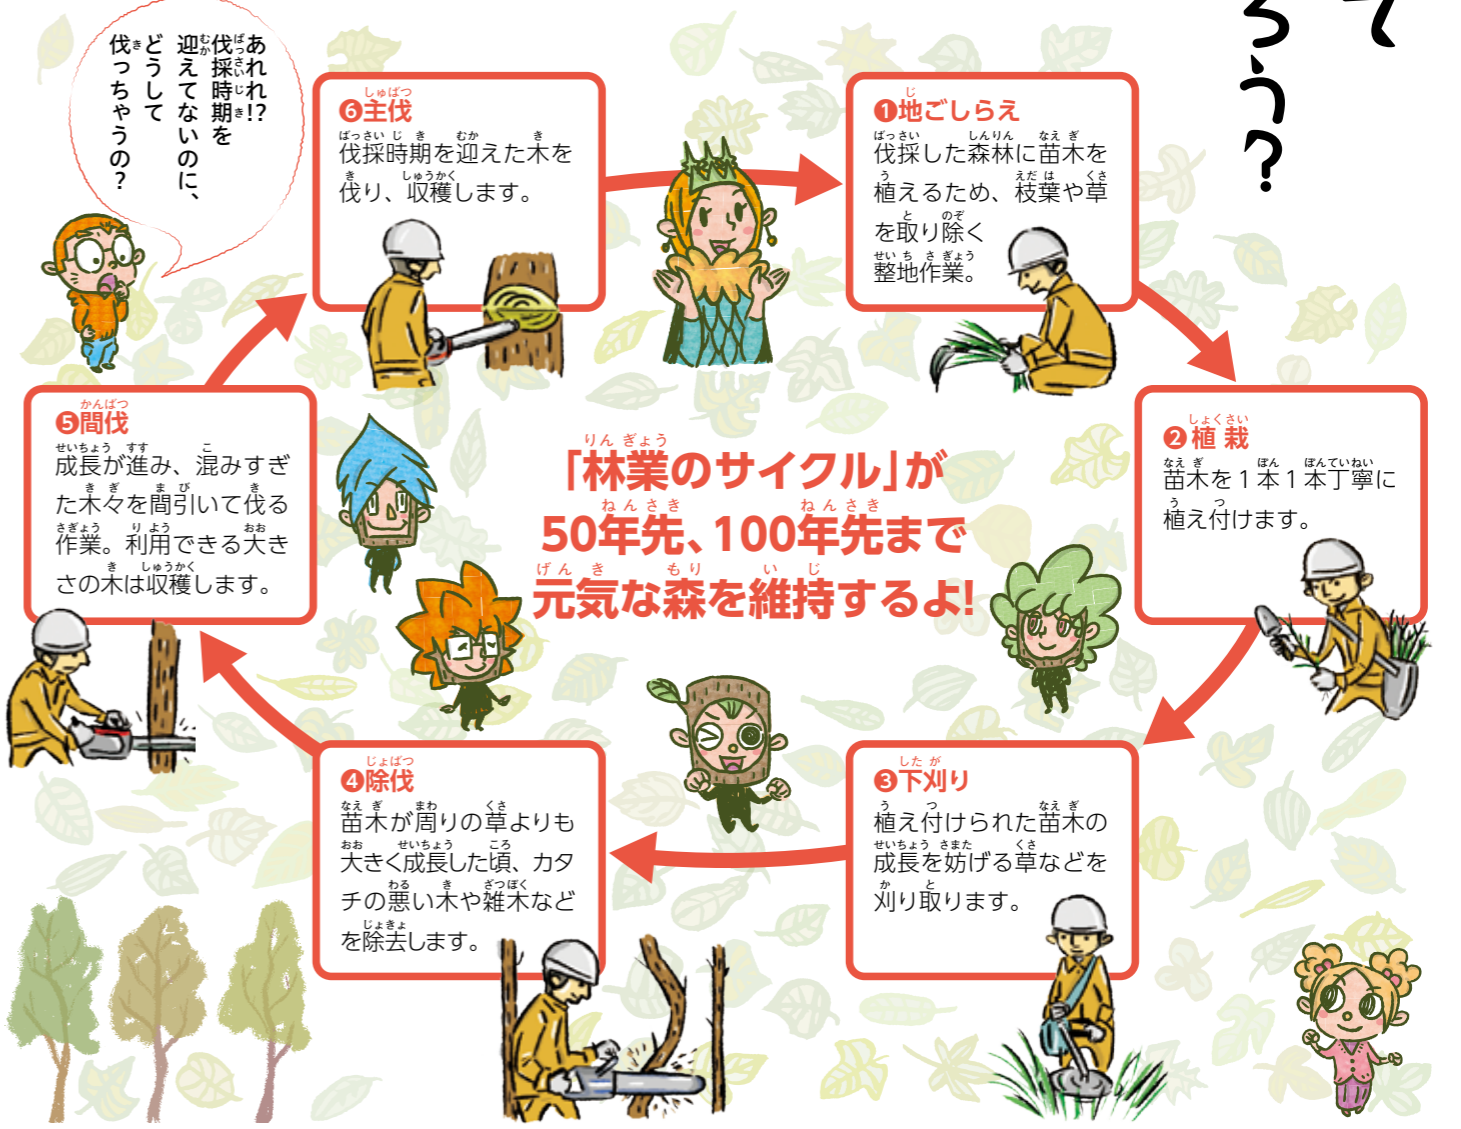 て
ろう？
❶地ごしらえ
伐採した森林に苗木を
植えるため、枝葉や草
を取り除く
整地作業。
❷植栽
苗木を1本1本丁寧に
植え付けます。
❸下刈り
植え付けられた苗木の
成長を妨げる草などを
刈り取ります。
❹除伐
苗木が周りの草よりも
大きく成長した頃、カタ
チの悪い木や雑木など
を除去します。
❺間伐
成長が進み、混みすぎ
た木々を間引いて伐る
作業。利用できる大き
さの木は収穫します。
❻主伐
伐採時期を迎えた木を
伐り、収穫します。
あれれ!?
伐採時期を
迎えてないのに、
どうして
伐っちゃうの？
「林業のサイクル」が
50年先、100年先まで
元気な森を維持するよ!